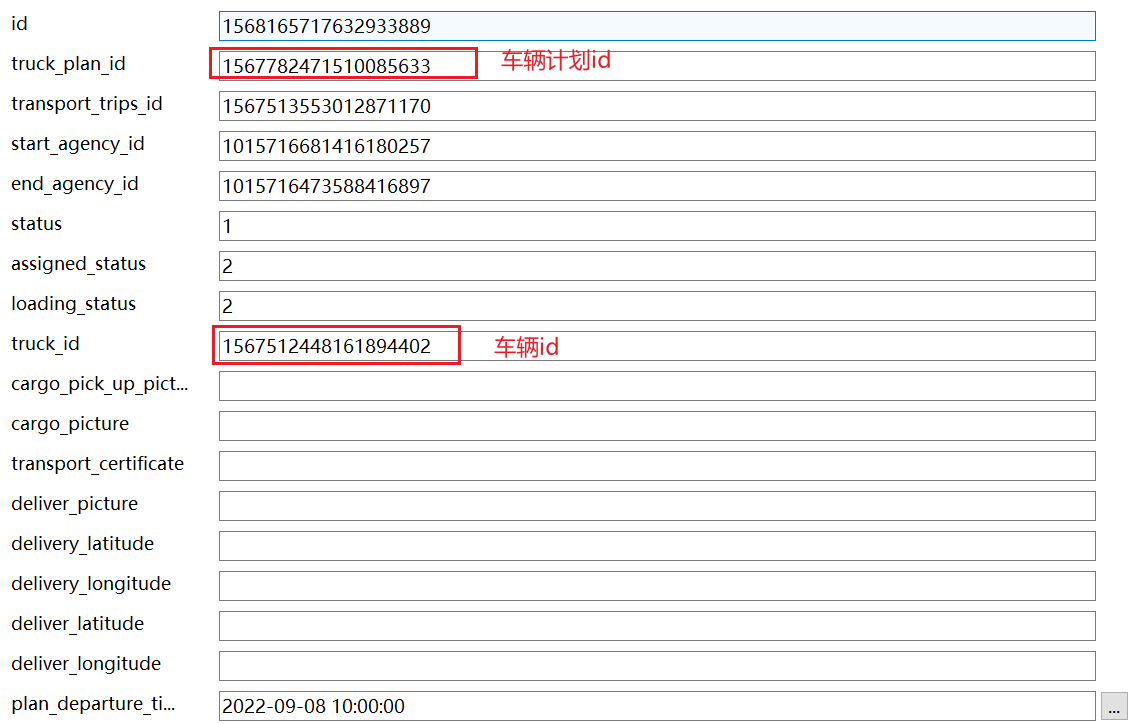 id 1568165717632933889
truck_plan_id 1567782471510085633 车辆计划id
transport_trips_id 1567513553012871170
start_agency_id 1015716681416180257
end_agency_id 1015716473588416897
status 1
assigned_status 2
loading_status 2
truck_id 1567512448161894402 车辆id
cargo_pick_up_pict...
cargo_picture
transport_certificate
deliver_picture
delivery_latitude
delivery_longitude
deliver_latitude
deliver_longitude
plan_departure_ti... 2022-09-08 10:00:00 ...